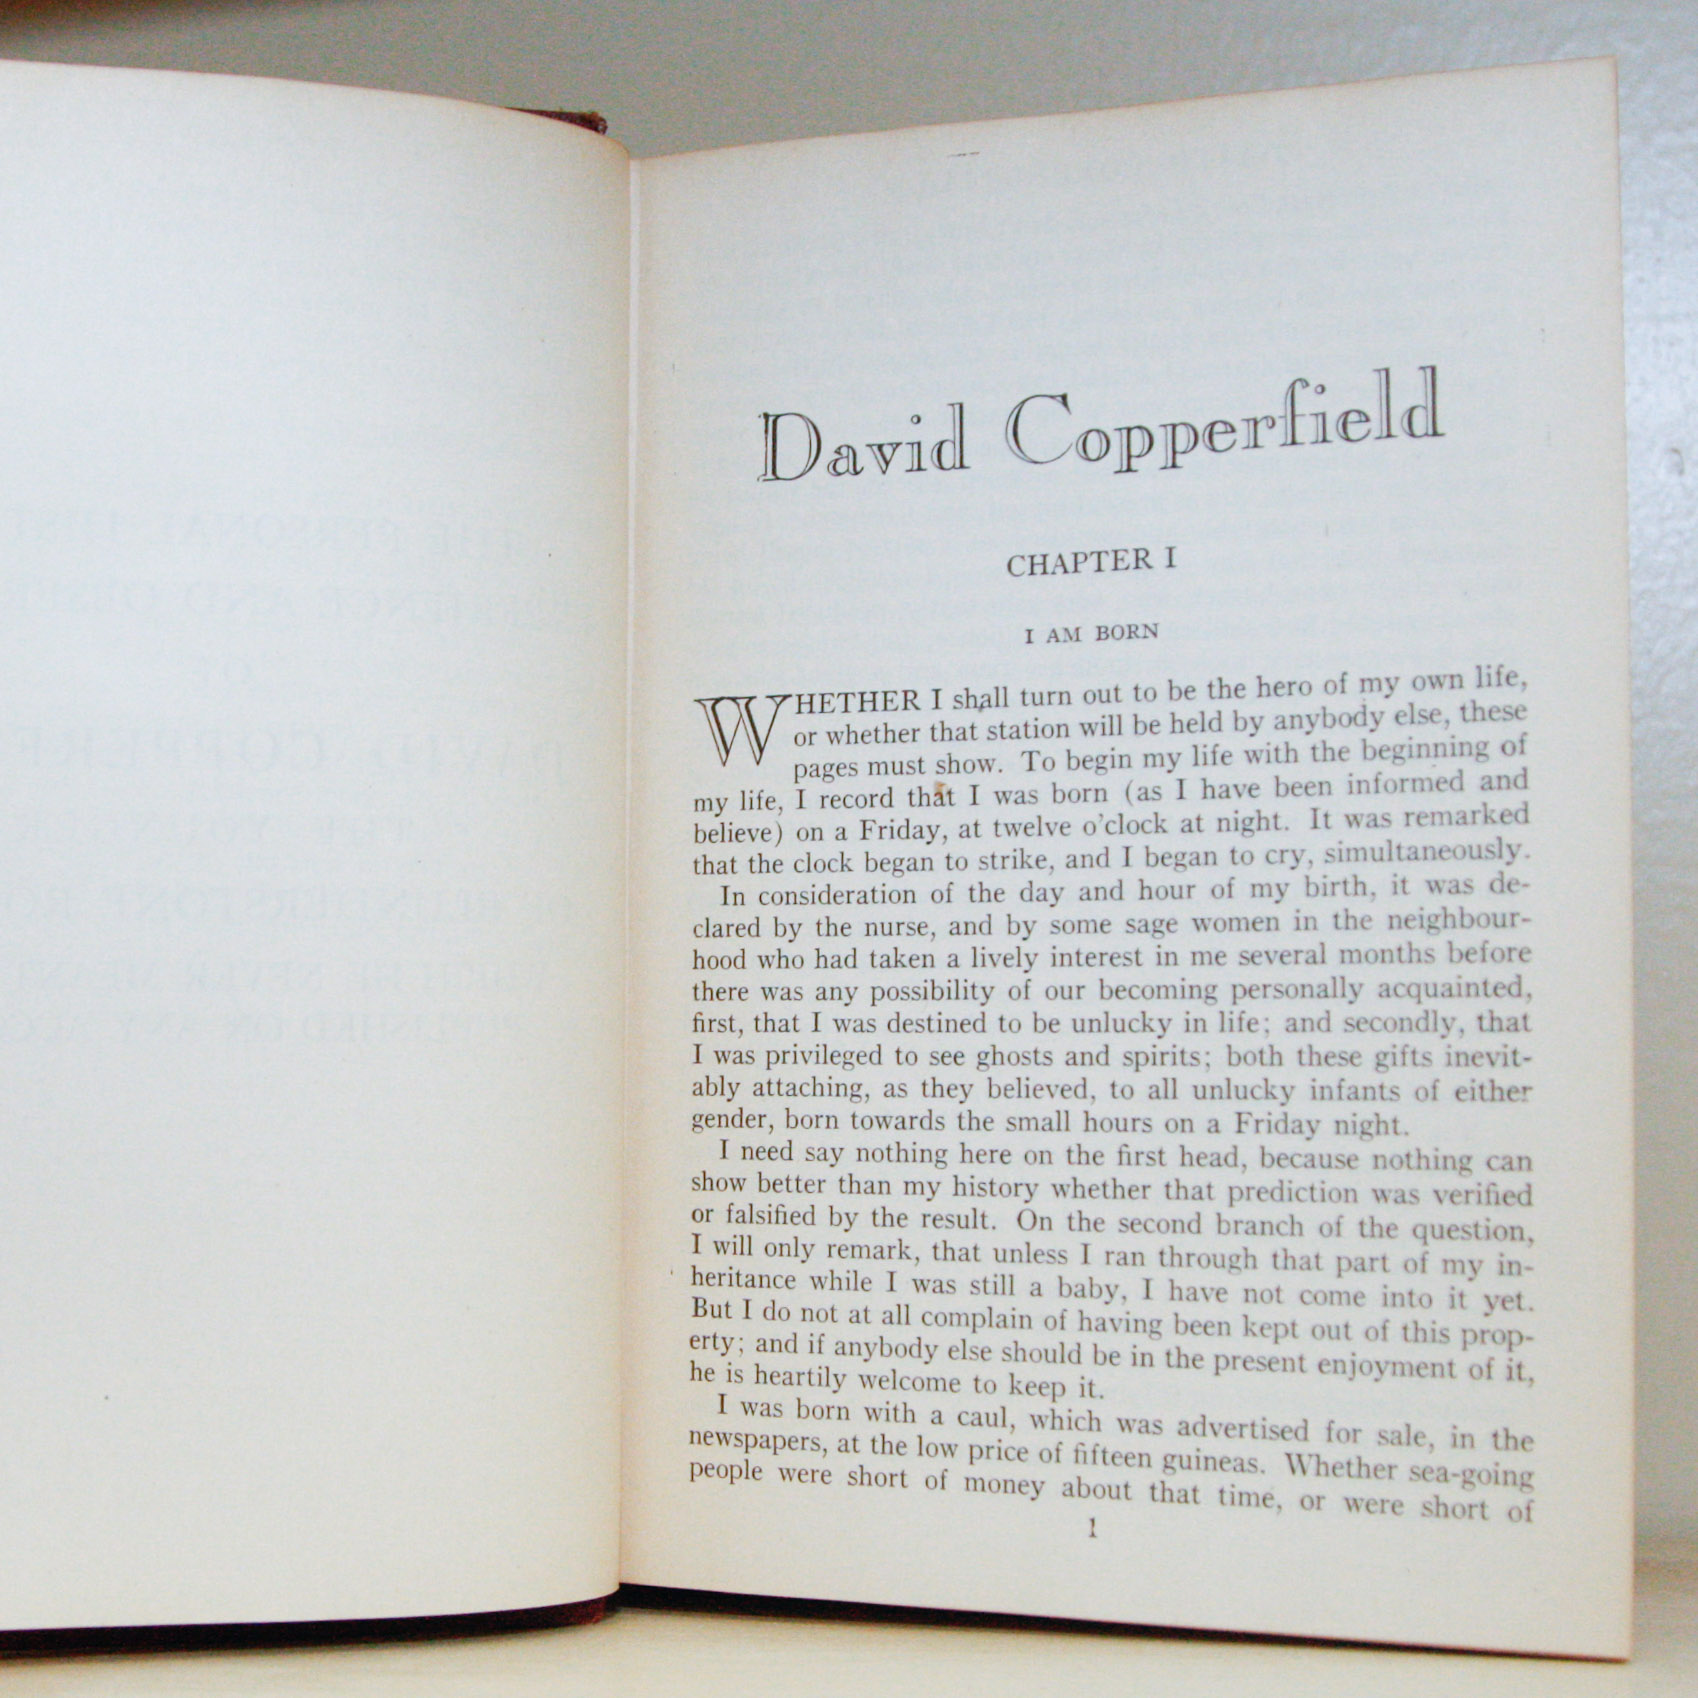 David Copperfield
CHAPTER I
I AM BORN
WHETHER I shall turn out to be the hero of my own life,
or whether that station will be held by anybody else, these
pages must show. To begin my life with the beginning of
my life, I record that I was born (as I have been informed and
believe) on a Friday, at twelve o'clock at night. It was remarked
that the clock began to strike, and I began to cry, simultaneously.
In consideration of the day and hour of my birth, it was de-
clared by the nurse, and by some sage women in the neighbour-
hood who had taken a lively interest in me several months before
there was any possibility of our becoming personally acquainted,
first, that I was destined to be unlucky in life; and secondly, that
I was privileged to see ghosts and spirits; both these gifts inevit-
ably attaching, as they believed, to all unlucky infants of either
gender, born towards the small hours on a Friday night.
I need say nothing here on the first head, because nothing can
show better than my history whether that prediction was verified
or falsified by the result. On the second branch of the question,
I will only remark, that unless I ran through that part of my in-
heritance while I was still a baby, I have not come into it yet.
But I do not at all complain of having been kept out of this prop-
erty; and if anybody else should be in the present enjoyment of it,
he is heartily welcome to keep it.
I was born with a caul, which was advertised for sale, in the
newspapers, at the low price of fifteen guineas. Whether sea-going
people were short of money about that time, or were short of
1